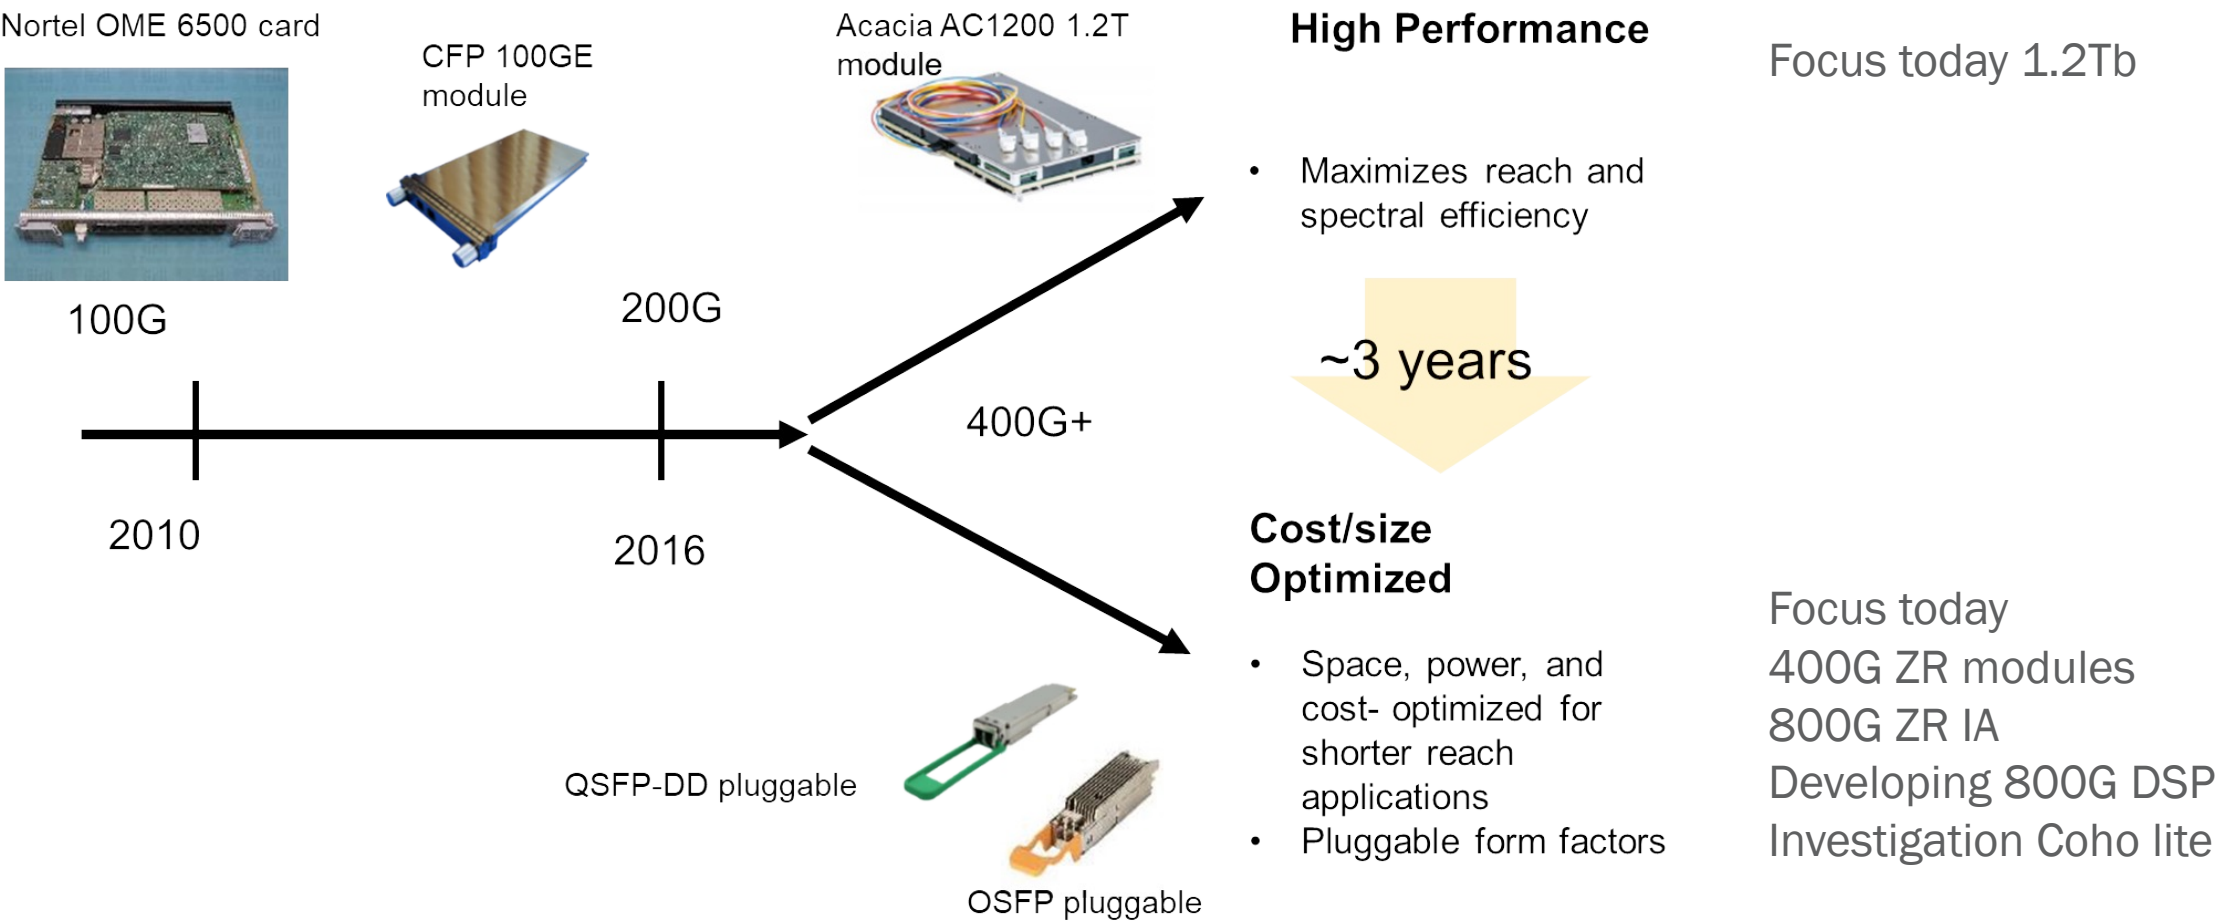 Nortel OME 6500 card
CFP 100GE
module
Acacia AC1200 1.2T
module
High Performance
Focus today 1.2Tb
• Maximizes reach and
spectral efficiency
100G
200G
~3 years
400G+
2010
2016
Cost/size
Optimized
• Space, power, and
cost- optimized for
shorter reach
applications
• Pluggable form factors
Focus today
400G ZR modules
800G ZR IA
Developing 800G DSP
Investigation Coho lite
QSFP-DD pluggable
OSFP pluggable